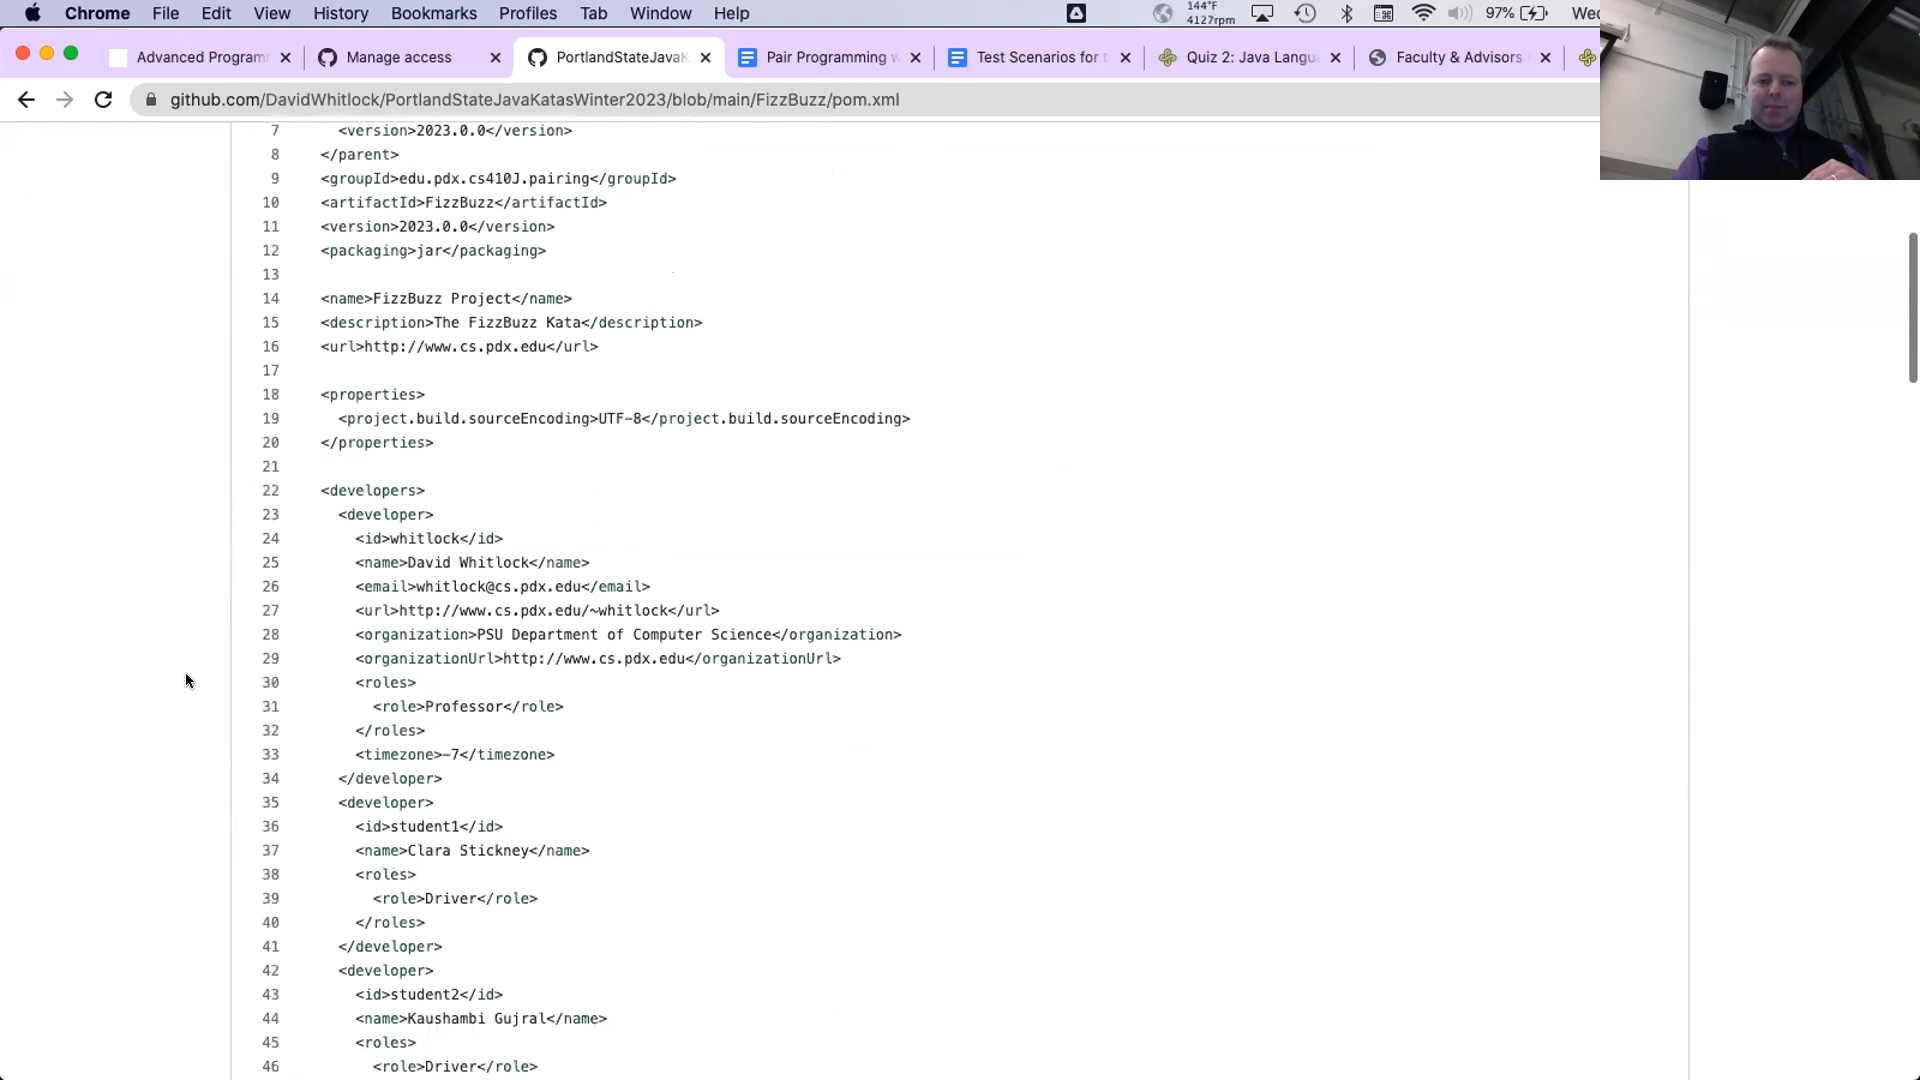 Chrome File Edit View History Bookmarks Profiles Tab Window Help 144°F 4127rpm 97% Wed
Advanced Program Manage access PortlandStateJavaK Pair Programming w Test Scenarios for t Quiz 2: Java Langu Faculty & Advisors
github.com/DavidWhitlock/PortlandStateJavaKatasWinter2023/blob/main/FizzBuzz/pom.xml
7 <version>2023.0.0</version>
8 </parent>
9 <groupId>edu.pdx.cs410J.pairing</groupId>
10 <artifactId>FizzBuzz</artifactId>
11 <version>2023.0.0</version>
12 <packaging>jar</packaging>
13
14 <name>FizzBuzz Project</name>
15 <description>The FizzBuzz Kata</description>
16 <url>http://www.cs.pdx.edu</url>
17
18 <properties>
19 <project.build.sourceEncoding>UTF-8</project.build.sourceEncoding>
20 </properties>
21
22 <developers>
23 <developer>
24 <id>whitlock</id>
25 <name>David Whitlock</name>
26 <email>whitlock@cs.pdx.edu</email>
27 <url>http://www.cs.pdx.edu/~whitlock</url>
28 <organization>PSU Department of Computer Science</organization>
29 <organizationUrl>http://www.cs.pdx.edu</organizationUrl>
30 <roles>
31 <role>Professor</role>
32 </roles>
33 <timezone>-7</timezone>
34 </developer>
35 <developer>
36 <id>student1</id>
37 <name>Clara Stickney</name>
38 <roles>
39 <role>Driver</role>
40 </roles>
41 </developer>
42 <developer>
43 <id>student2</id>
44 <name>Kaushambi Gujral</name>
45 <roles>
46 <role>Driver</role>